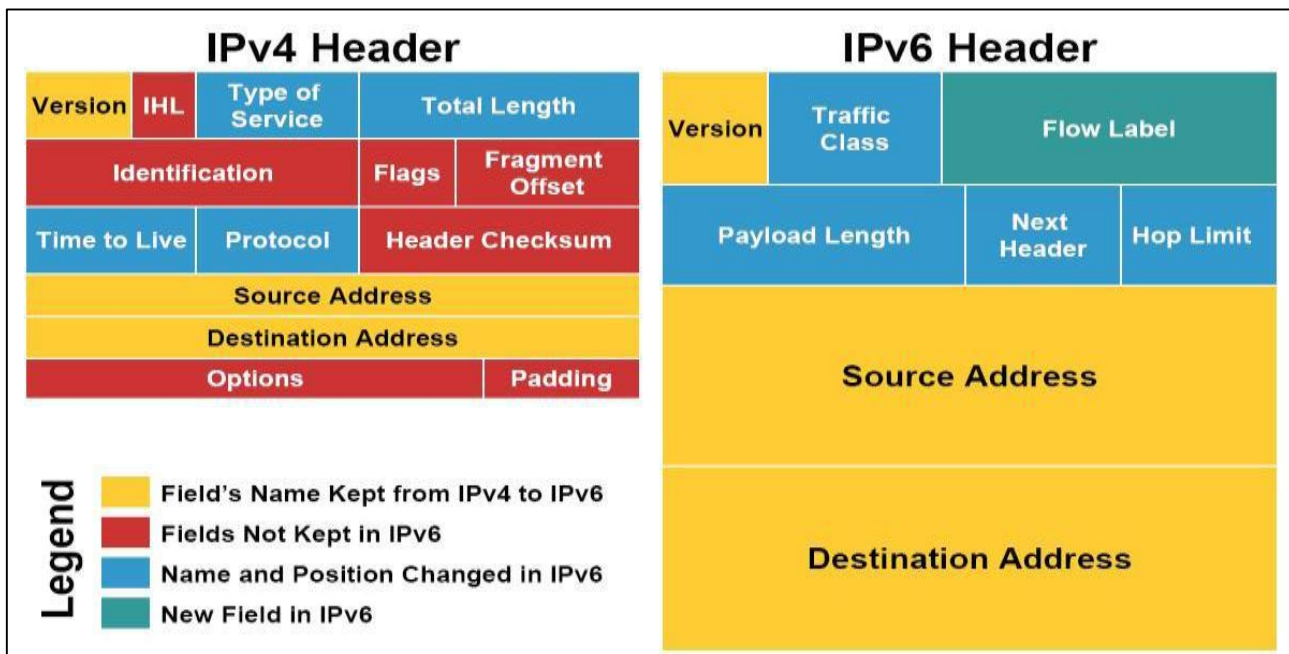 IPv4 Header
Version
IHL
Type of
Service
Total Length
Identification
Flags
Fragment
Offset
Time to Live
Protocol
Header Checksum
Source Address
Destination Address
Options
Padding
Legend
Field's Name Kept from IPv4 to IPv6
Fields Not Kept in IPv6
Name and Position Changed in IPv6
New Field in IPv6
IPv6 Header
Version
Traffic
Class
Flow Label
Payload Length
Next
Header
Hop Limit
Source Address
Destination Address